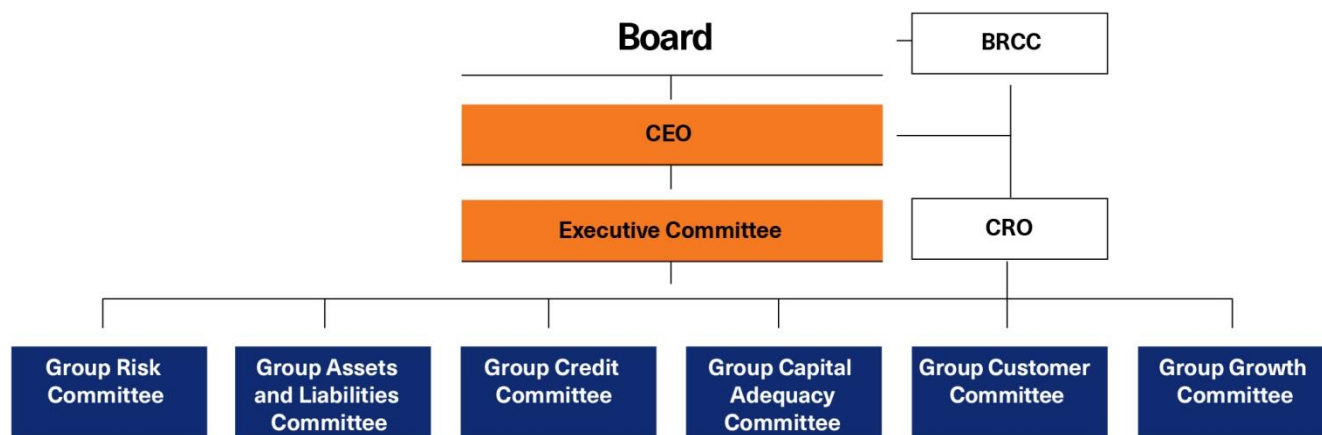 Board
BRCC
CEO
Executive Committee
CRO
Group Risk
Committee
Group Assets
and Liabilities
Committee
Group Credit
Committee
Group Capital
Adequacy
Committee
Group Customer
Committee
Group Growth
Committee